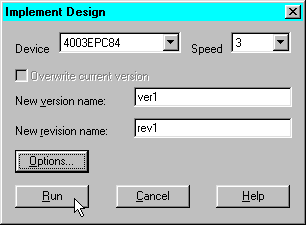 Implement Design
Device 4003EPC84 Speed 3
Overwrite current version
New version name: ver1
New revision name: rev1
Options...
Run Cancel Help